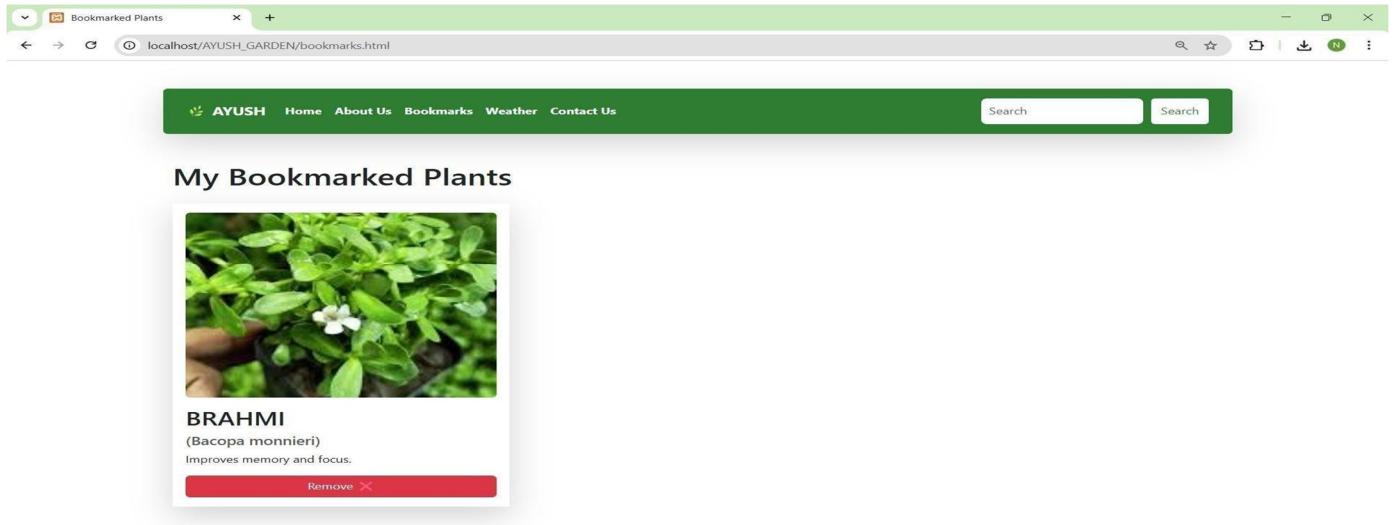 Bookmarked Plants
localhost/AYUSH_GARDEN/bookmarks.html
N
AYUSH Home About Us Bookmarks Weather Contact Us Search Search
My Bookmarked Plants
BRAHMI
(Bacopa monnieri)
Improves memory and focus.
Remove ❌